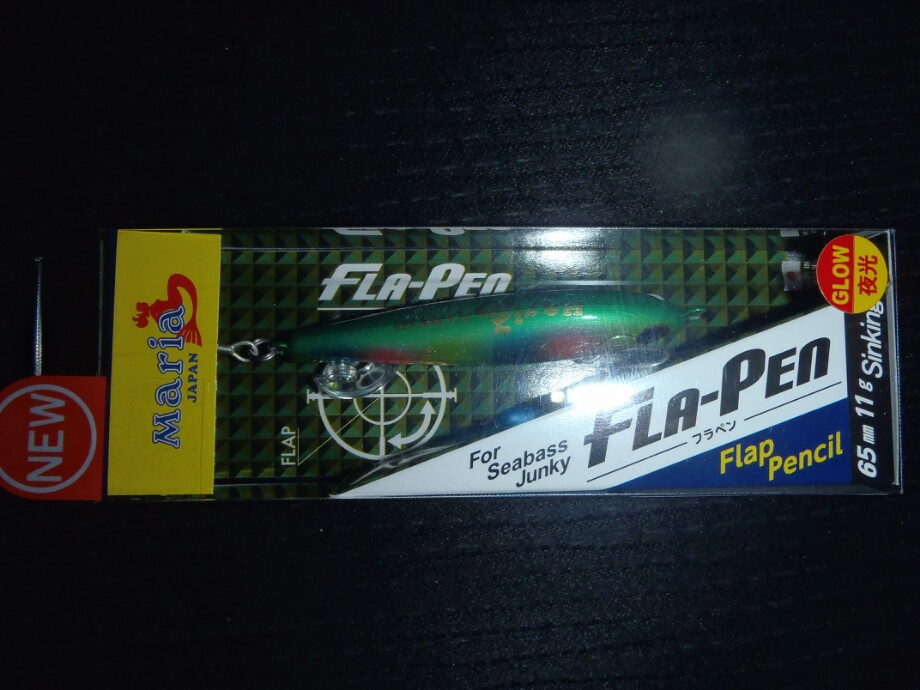 NEW
Maria
JAPAN
FLA-PEN
FLAP
For
Seabass
Junky
FLA-PEN
フラペン
Flap Pencil
GLOW
夜光
65mm 11g Sinking